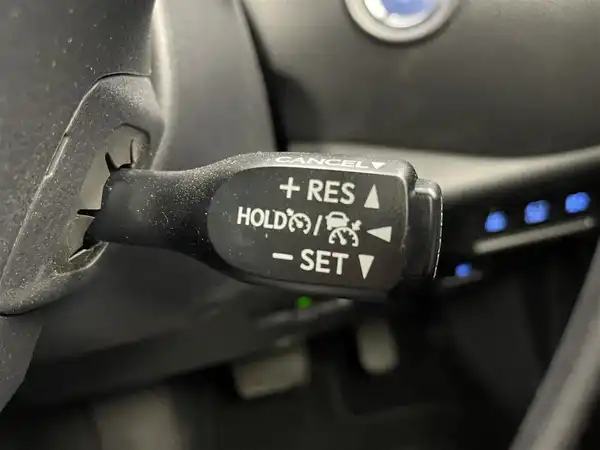 CANCEL▼
+ RES ▲
HOLD / ◀
− SET ▼